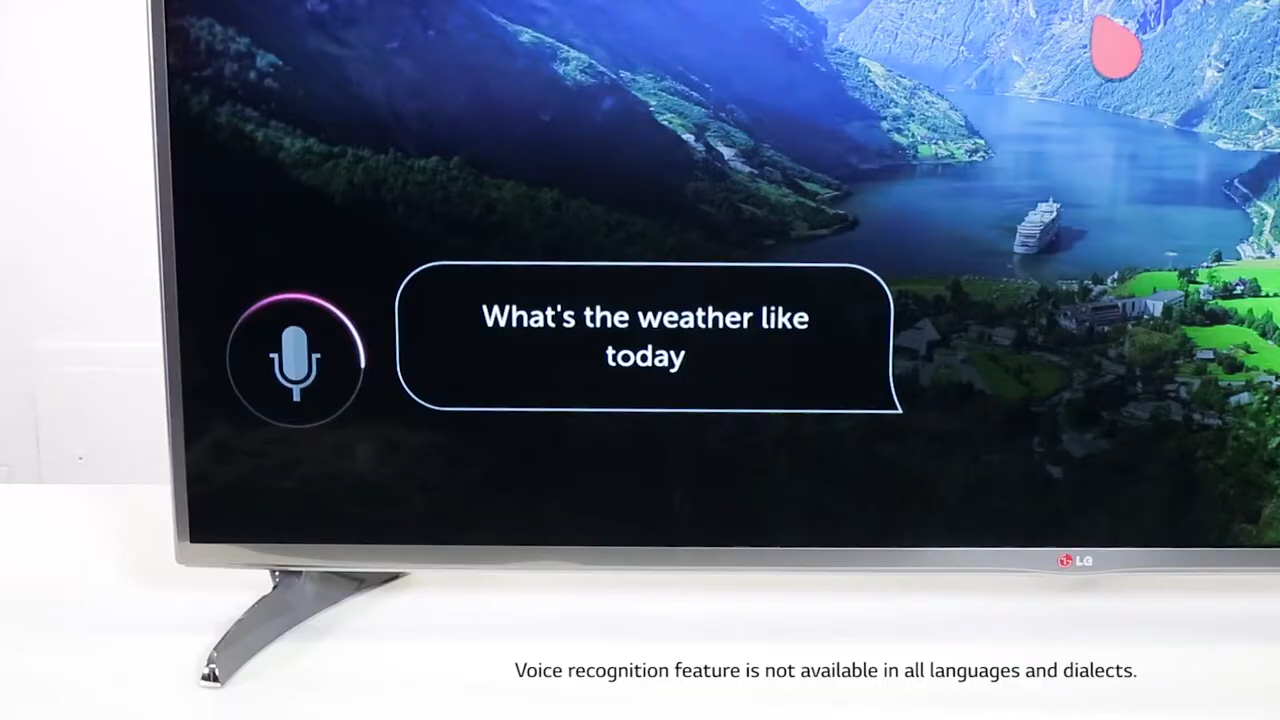 What's the weather like
today
LG
Voice recognition feature is not available in all languages and dialects.